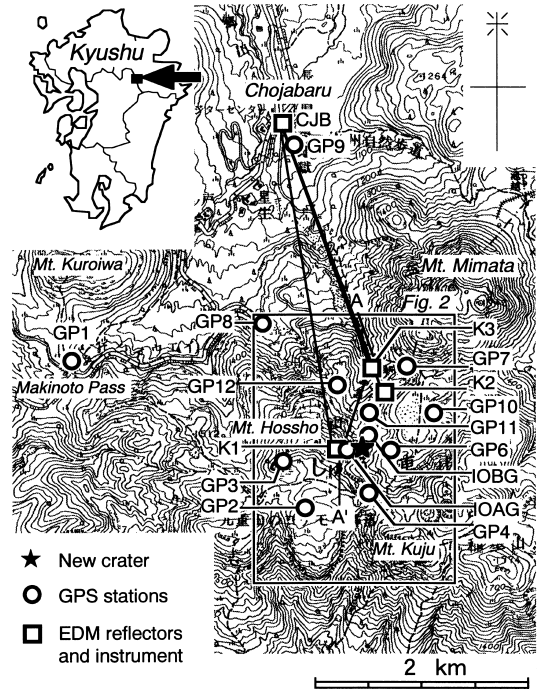 Kyushu
Chojabaru
1264
CJB
GP9
Mt. Kuroiwa
Mt. Mimata
A
Fig. 2
GP8
K3
GP1
GP7
Makinoto Pass
GP12
K2
GP10
GP11
Mt. Hossho
K1
GP6
IOBG
GP3
GP2
IOAG
A'
GP4
Mt. Kuju
New crater
GPS stations
EDM reflectors
and instrument
2 km